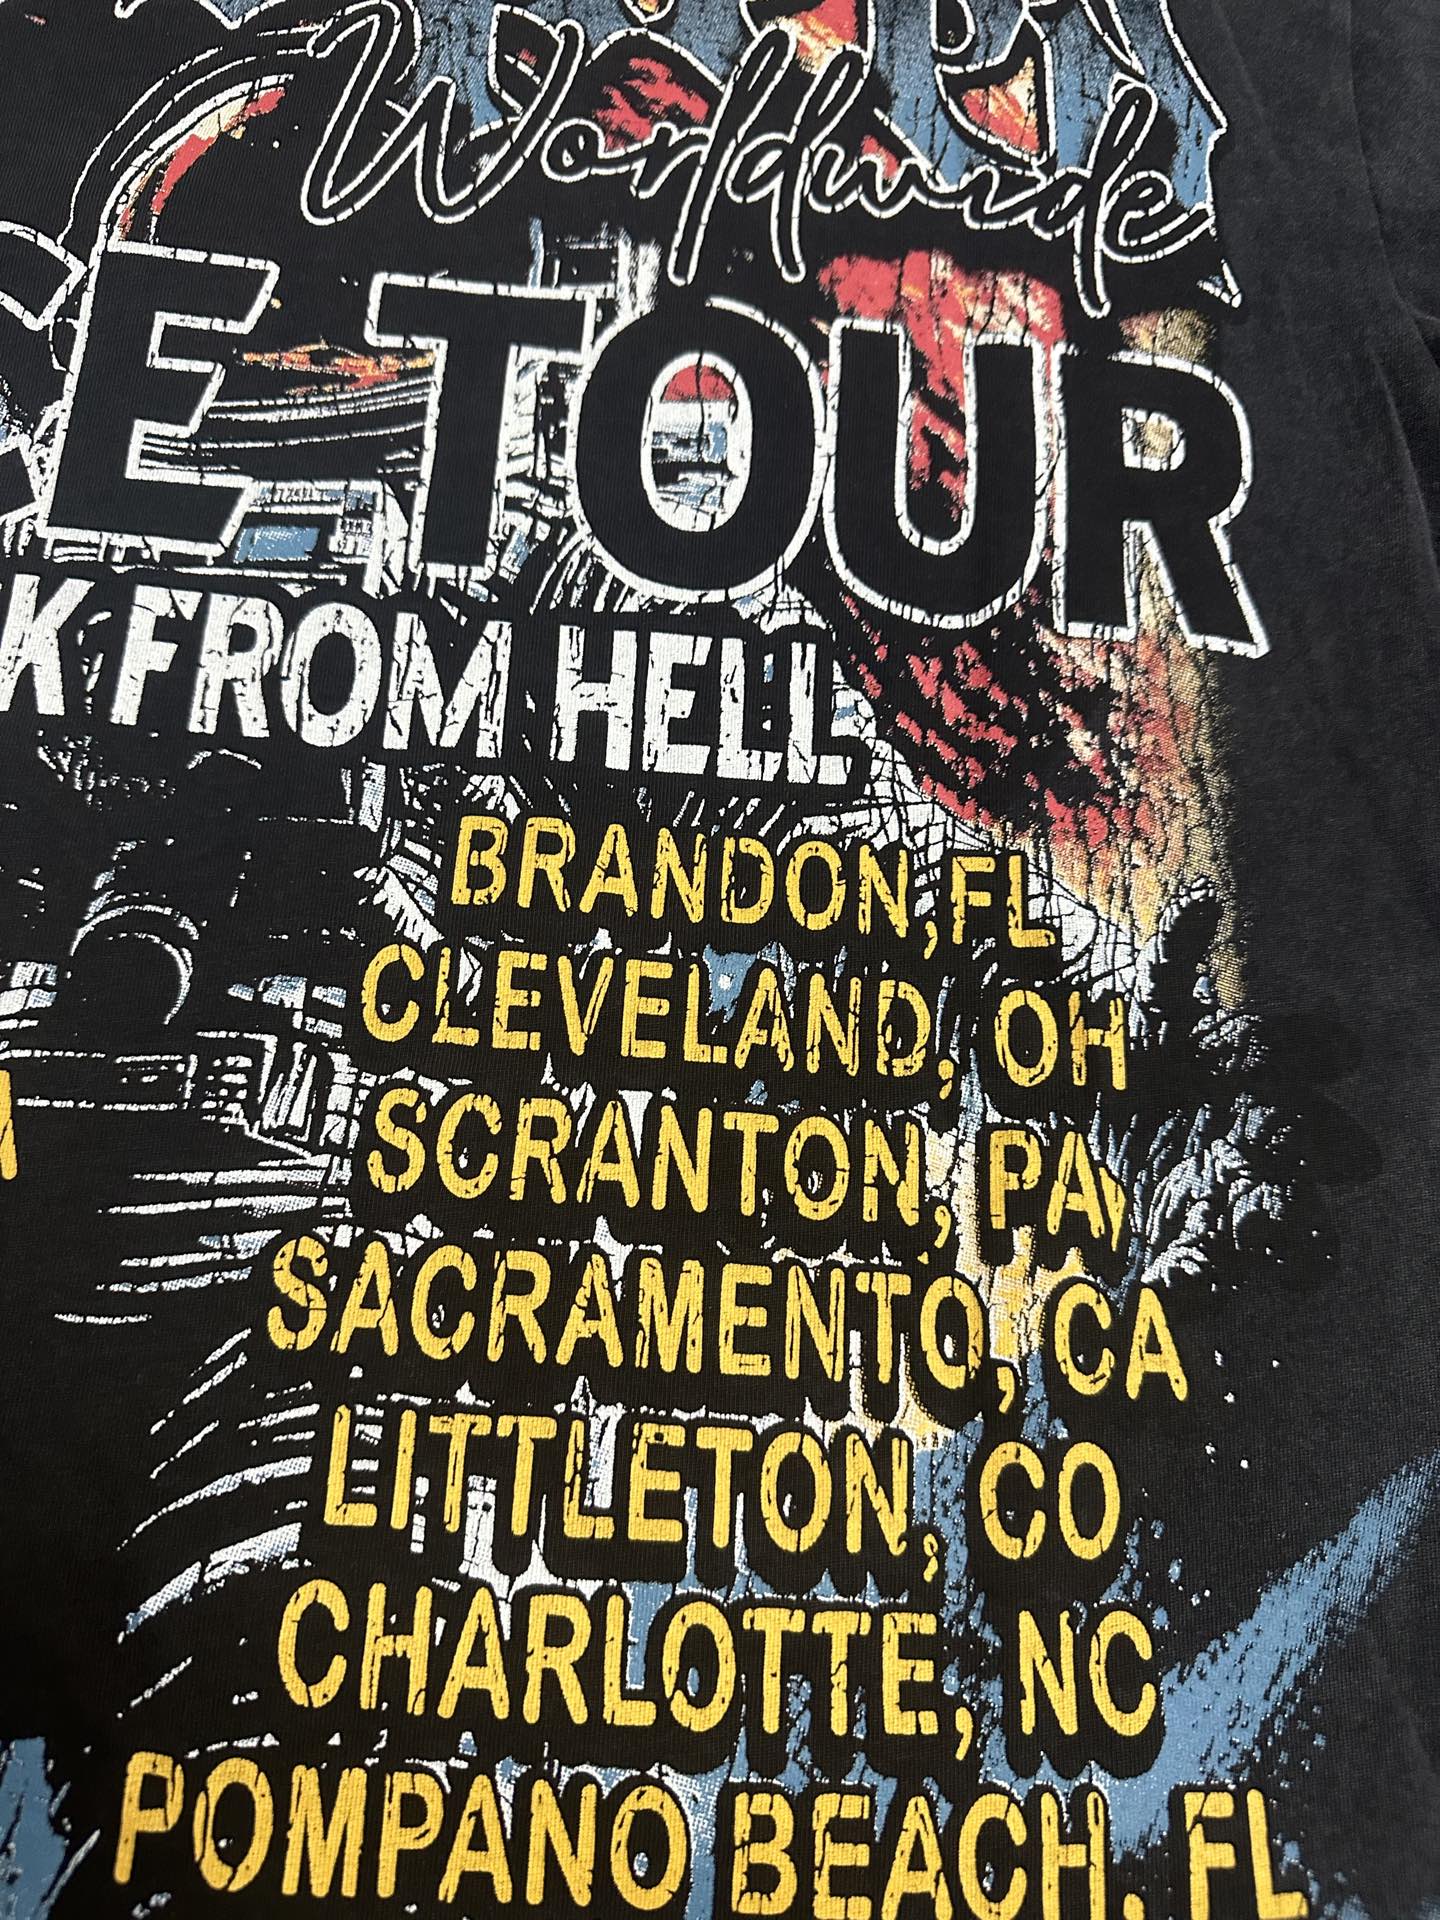 Worldwide
E TOUR
K FROM HELL
BRANDON, FL
CLEVELAND, OH
SCRANTON, PA
SACRAMENTO, CA
LITTLETON, CO
CHARLOTTE, NC
POMPANO BEACH, FL